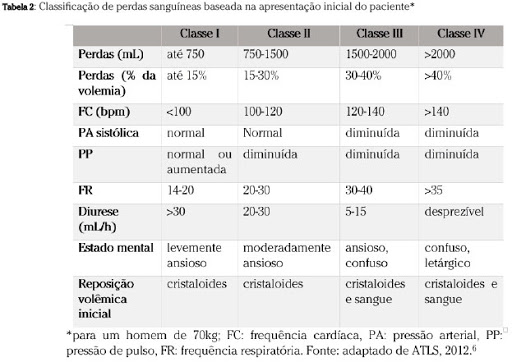 Tabela 2: Classificação de perdas sanguíneas baseada na apresentação inicial do paciente*
Classe I Classe II Classe III Classe IV
Perdas (mL) até 750 750-1500 1500-2000 >2000
Perdas (% da até 15% 15-30% 30-40% >40%
volemia)
FC (bpm) <100 100-120 120-140 >140
PA sistólica normal Normal diminuída diminuída
PP normal ou diminuída diminuída diminuída
aumentada
FR 14-20 20-30 30-40 >35
Diurese >30 20-30 5-15 desprezível
(mL/h)
Estado mental levemente moderadamente ansioso, confuso,
ansioso ansioso confuso letárgico
Reposição cristaloides cristaloides cristaloides cristaloides e
volêmica e sangue sangue
inicial
*para um homem de 70kg; FC: frequência cardíaca, PA: pressão arterial, PP:
pressão de pulso, FR: frequência respiratória. Fonte: adaptado de ATLS, 2012.⁶